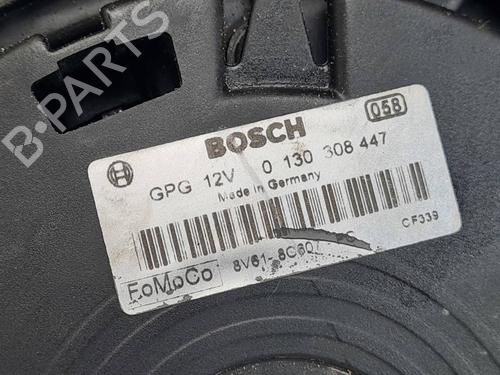 B-PARTS
058
BOSCH
GPG 12V 0 130 308 447
Made in Germany
CF339
8V61-8C607
FoMoCo